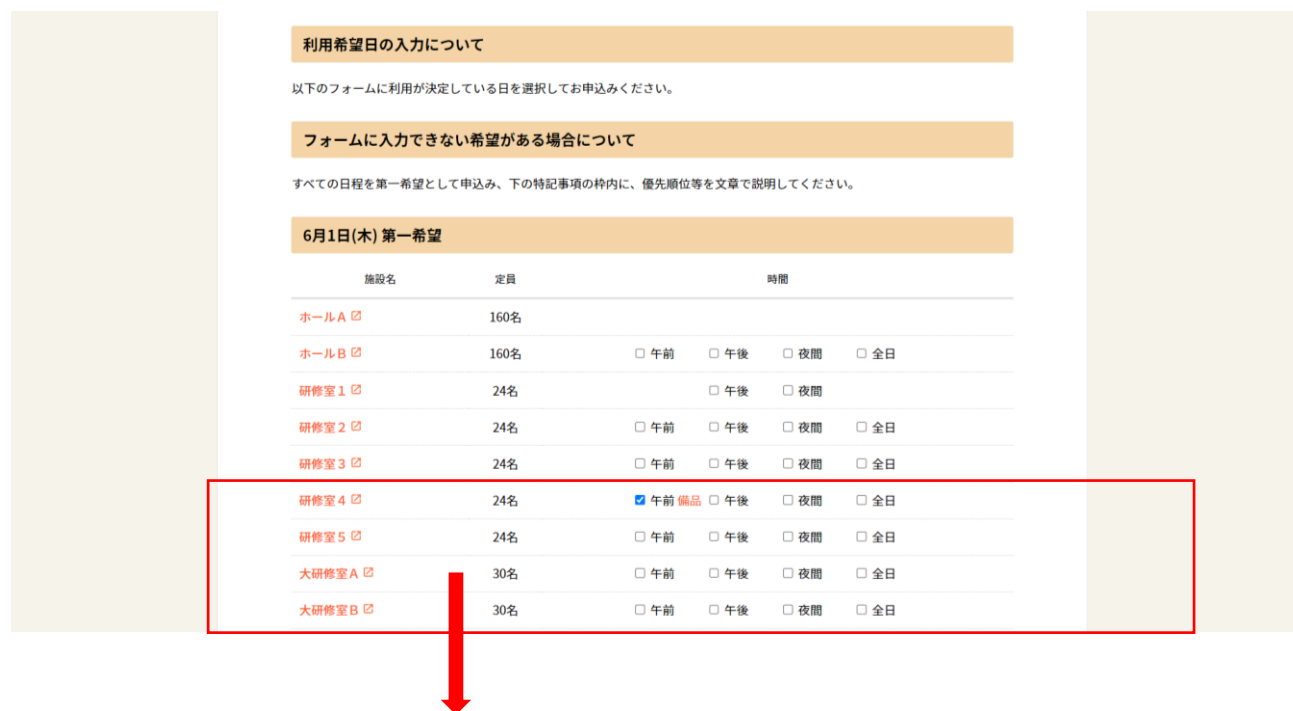 利用希望日の入力について
以下のフォームに利用が決定している日を選択してお申込みください。
フォームに入力できない希望がある場合について
すべての日程を第一希望として申込み、下の特記事項の枠内に、優先順位等を文章で説明してください。
6月1日(木) 第一希望
施設名 定員 時間
ホールA 160名
ホールB 160名 午前 午後 夜間 全日
研修室1 24名 午後 夜間
研修室2 24名 午前 午後 夜間 全日
研修室3 24名 午前 午後 夜間 全日
研修室4 24名 午前 備品 午後 夜間 全日
研修室5 24名 午前 午後 夜間 全日
大研修室A 30名 午前 午後 夜間 全日
大研修室B 30名 午前 午後 夜間 全日